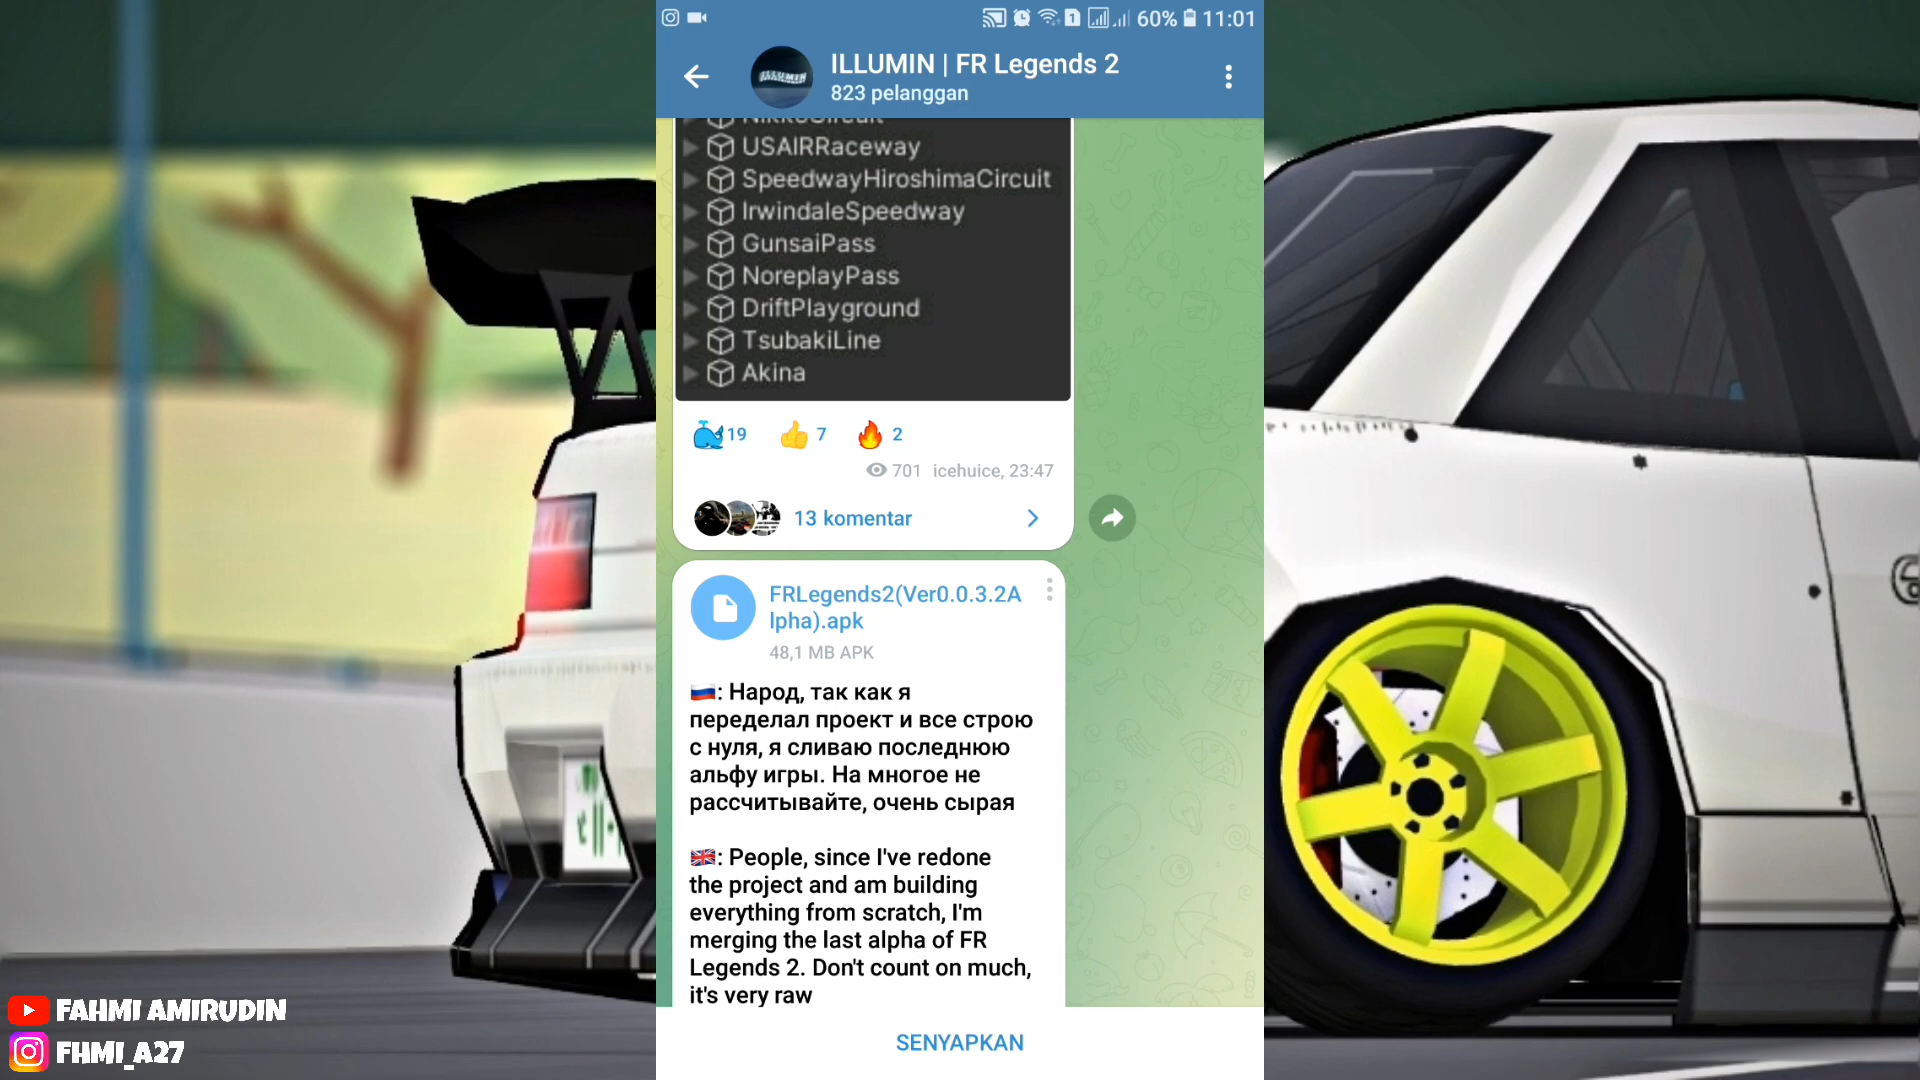 60% 11:01
ILLUMIN | FR Legends 2
823 pelanggan
NikkoCircuit
USAIRRaceway
SpeedwayHiroshimaCircuit
IrwindaleSpeedway
GunsaiPass
NoreplayPass
DriftPlayground
TsubakiLine
Akina
19 7 2
701 icehuice, 23:47
13 komentar
FRLegends2(Ver0.0.3.2A
lpha).apk
48,1 MB APK
: Народ, так как я
переделал проект и все строю
с нуля, я сливаю последнюю
альфу игры. На многое не
рассчитывайте, очень сырая
: People, since I've redone
the project and am building
everything from scratch, I'm
merging the last alpha of FR
Legends 2. Don't count on much,
it's very raw
SENYAPKAN
FAHMI AMIRUDIN
FHMI_A27